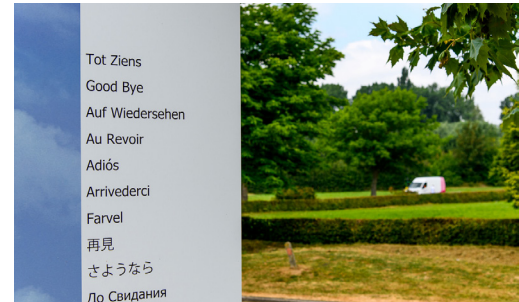 Tot Ziens
Good Bye
Auf Wiedersehen
Au Revoir
Adiós
Arrivederci
Farvel
再見
さようなら
До Свидания